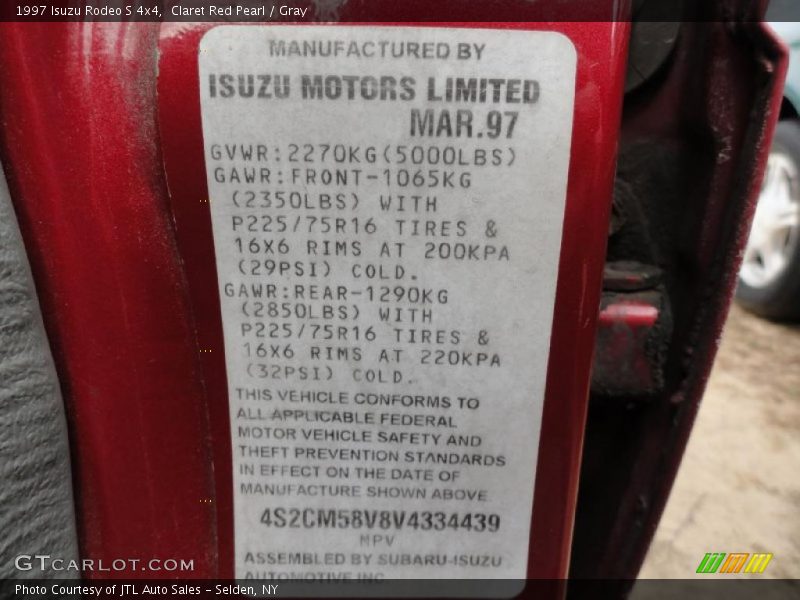 1997 Isuzu Rodeo S 4x4,  Claret Red Pearl / Gray
MANUFACTURED BY
ISUZU MOTORS LIMITED
MAR.97
GVWR:2270KG(5000LBS)
GAWR:FRONT-1065KG
(2350LBS) WITH
P225/75R16 TIRES &
16X6 RIMS AT 200KPA
(29PSI) COLD.
GAWR:REAR-1290KG
(2850LBS) WITH
P225/75R16 TIRES &
16X6 RIMS AT 220KPA
(32PSI) COLD.
THIS VEHICLE CONFORMS TO
ALL APPLICABLE FEDERAL
MOTOR VEHICLE SAFETY AND
THEFT PREVENTION STANDARDS
IN EFFECT ON THE DATE OF
MANUFACTURE SHOWN ABOVE
4S2CM58V8V4334439
MPV
ASSEMBLED BY SUBARU-ISUZU
AUTOMOTIVE INC.
GTCARLOT.COM
Photo Courtesy of JTL Auto Sales - Selden, NY